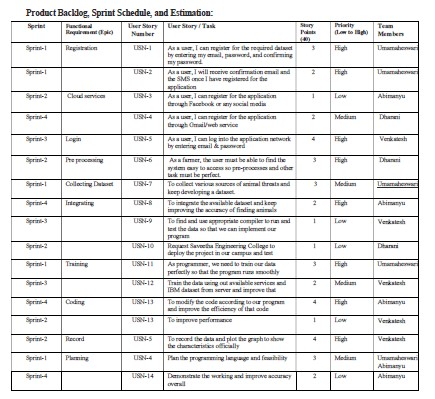 Product Backlog, Sprint Schedule, and Estimation:
Sprint Functional Requirement (Epic) User Story Number User Story / Task Story Points (40) Priority (Low to High) Team Members
Sprint-1 Registration USN-1 As a user, I can register for the required dataset 3 High Umamaheswari
by entering my email, password, and confirming
my password.
Sprint-1 USN-2 As a user, I will receive confirmation email and 2 High Umamaheswari
the SMS once I have registered for the
application
Sprint-2 Cloud services USN-3 As a user, I can register for the application 1 Low Abimanyu
through Facebook or any social media
Sprint-4 USN-4 As a user, I can register for the application 2 Medium Dharani
through Gmail/web service
Sprint-3 Login USN-5 As a user, I can log into the application network 4 High Venkatesh
by entering email & password
Sprint-2 Pre processing USN-6 As a farmer, the user must be able to find the 3 High Dharani
system easy to access so pre-processes and other
task must be perfect.
Sprint-1 Collecting Dataset USN-7 To collect various sources of animal threats and 3 Medium Umamaheswari
keep developing a dataset.
Sprint-4 Integrating USN-8 To integrate the available dataset and keep 2 High Abimanyu
improving the accuracy of finding animals
Sprint-3 USN-9 To find and use appropriate compiler to run and 1 Low Venkatesh
test the data so that we can implement our
program
Sprint-2 USN-10 Request Saveetha Engineering College to 1 Low Dharani
deploy the project in our campus and test
Sprint-1 Training USN-11 As programmer, we need to train our data 3 High Umamaheswari
perfectly so that the program runs smoothly
Sprint-3 USN-12 Train the data using out available services and 2 Medium Venkatesh
IBM dataset from server and improve that
Sprint-4 Coding USN-13 To modify the code according to our program 4 High Abimanyu
and improve the efficiency of that code
Sprint-2 USN-13 To improve performance 1 Low Venkatesh
Sprint-2 Record USN-5 To record the data and plot the graph to show 4 High Venkatesh
the characteristics officially
Sprint-1 Planning USN-4 Plan the programming language and feasibility 3 Medium Umamaheswari
Abimanyu
Sprint-4 USN-14 Demonstrate the working and improve accuracy 2 Low Abimanyu
overall